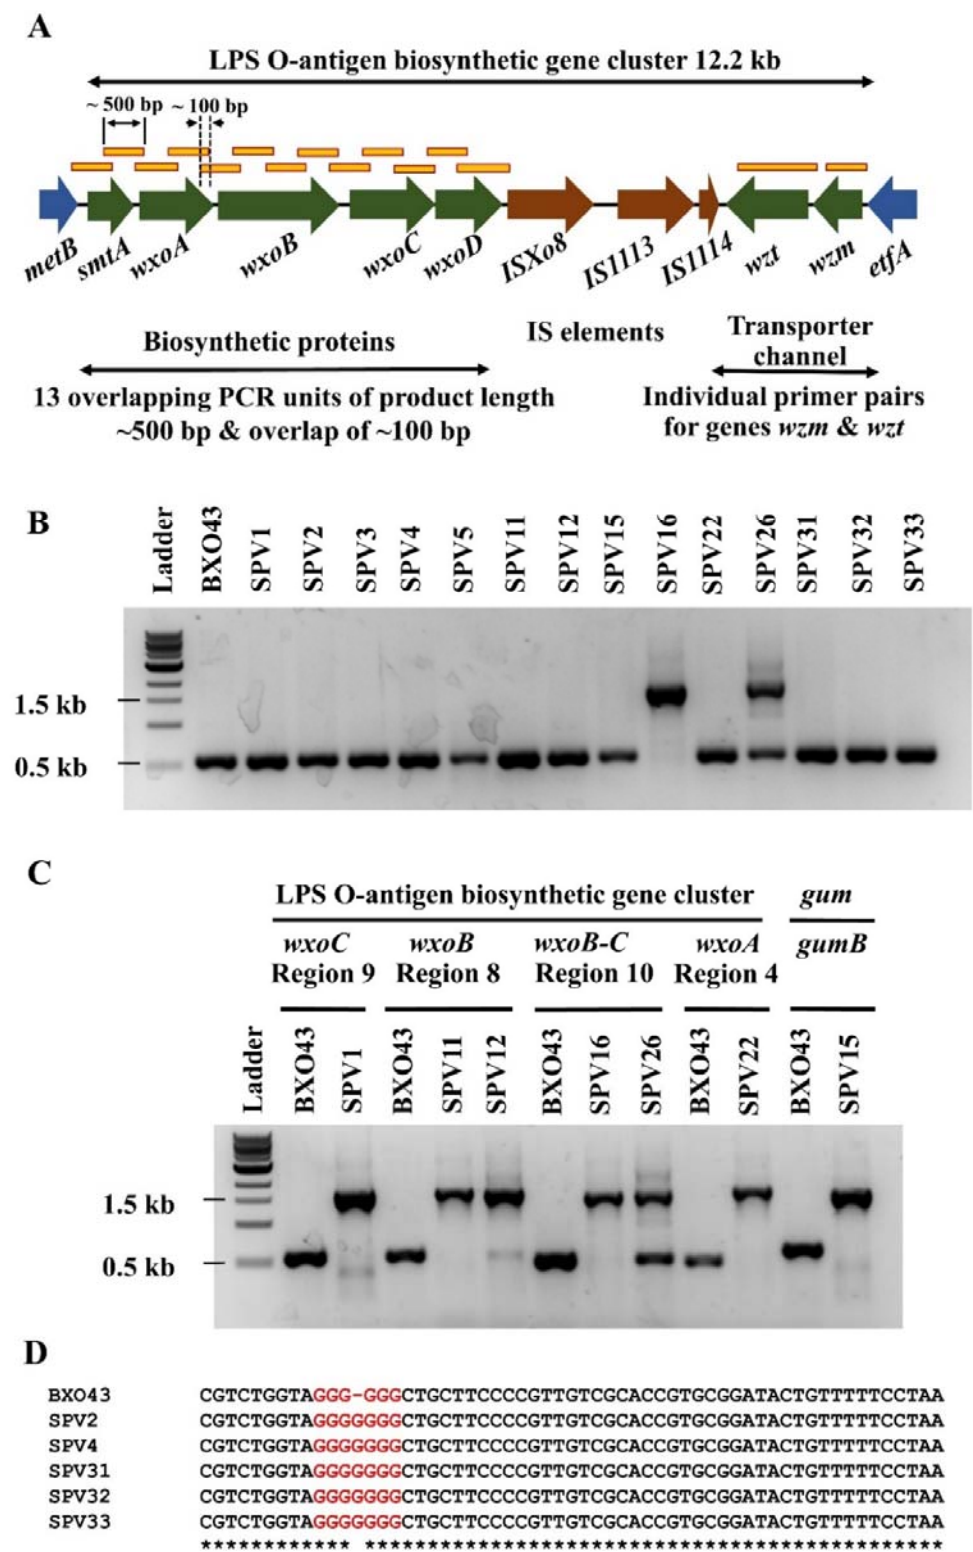 A
LPS O-antigen biosynthetic gene cluster 12.2 kb
~ 500 bp ~ 100 bp
metB smtA wxoA wxoB wxoC wxoD ISXo8 IS1113 IS1114 wzt wzm etfA
Biosynthetic proteins
IS elements
Transporter
channel
13 overlapping PCR units of product length
~500 bp & overlap of ~100 bp
Individual primer pairs
for genes wzm & wzt
B
Ladder BXO43 SPV1 SPV2 SPV3 SPV4 SPV5 SPV11 SPV12 SPV15 SPV16 SPV22 SPV26 SPV31 SPV32 SPV33
1.5 kb
0.5 kb
C
LPS O-antigen biosynthetic gene cluster gum
wxoC wxoB wxoB-C wxoA gumB
Region 9 Region 8 Region 10 Region 4
Ladder BXO43 SPV1 BXO43 SPV11 SPV12 BXO43 SPV16 SPV26 BXO43 SPV22 BXO43 SPV15
1.5 kb
0.5 kb
D
BXO43 CGTCTGGTAGGG-GGGCTGCTTCCCCGTTGTCGCACCGTGCGGATACTGTTTTTCCTAA
SPV2 CGTCTGGTAGGGGGGGCTGCTTCCCCGTTGTCGCACCGTGCGGATACTGTTTTTCCTAA
SPV4 CGTCTGGTAGGGGGGGCTGCTTCCCCGTTGTCGCACCGTGCGGATACTGTTTTTCCTAA
SPV31 CGTCTGGTAGGGGGGGCTGCTTCCCCGTTGTCGCACCGTGCGGATACTGTTTTTCCTAA
SPV32 CGTCTGGTAGGGGGGGCTGCTTCCCCGTTGTCGCACCGTGCGGATACTGTTTTTCCTAA
SPV33 CGTCTGGTAGGGGGGGCTGCTTCCCCGTTGTCGCACCGTGCGGATACTGTTTTTCCTAA
************ **********************************************